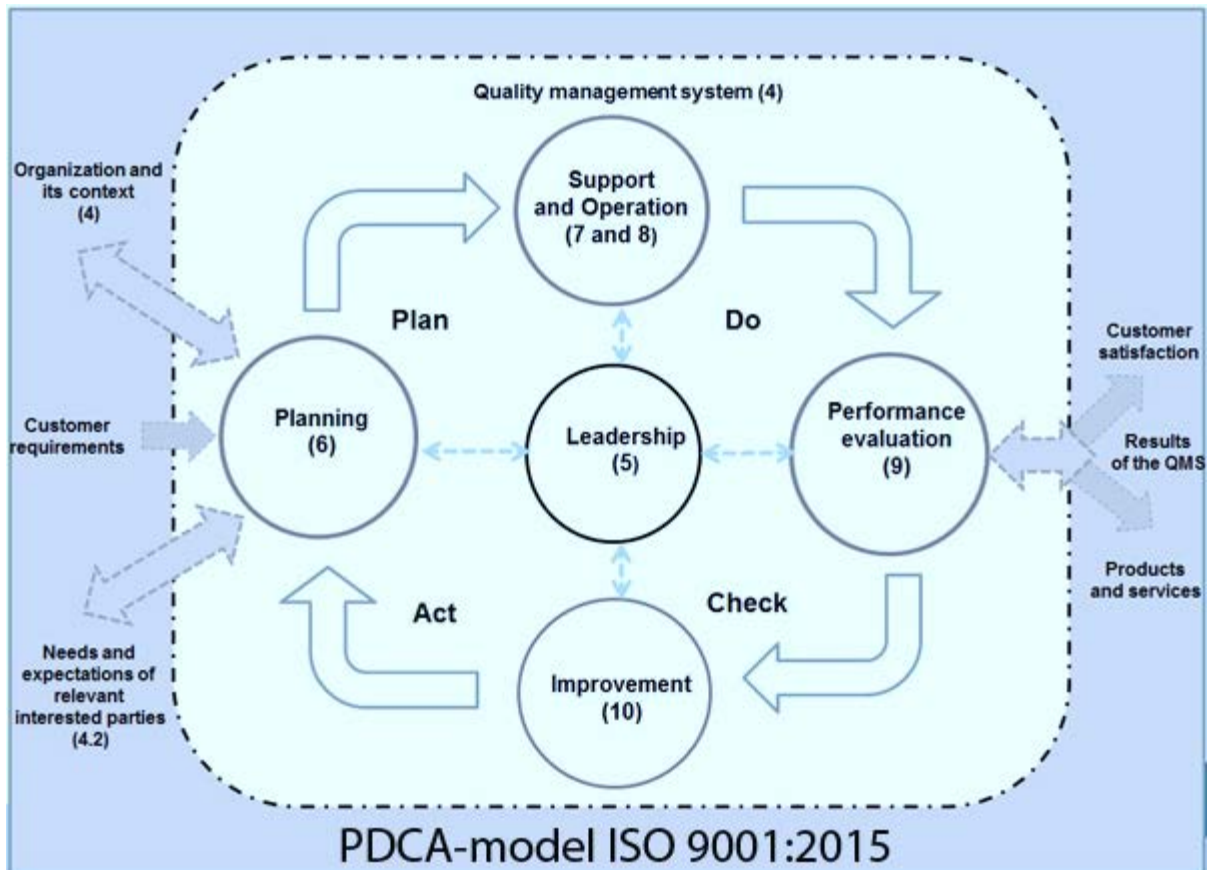 Quality management system (4)
Organization and
its context
(4)
Support
and Operation
(7 and 8)
Plan
Do
Customer
satisfaction
Customer
requirements
Planning
(6)
Leadership
(5)
Performance
evaluation
(9)
Results
of the QMS
Products
and services
Act
Check
Needs and
expectations of
relevant
interested parties
(4.2)
Improvement
(10)
PDCA-model ISO 9001:2015